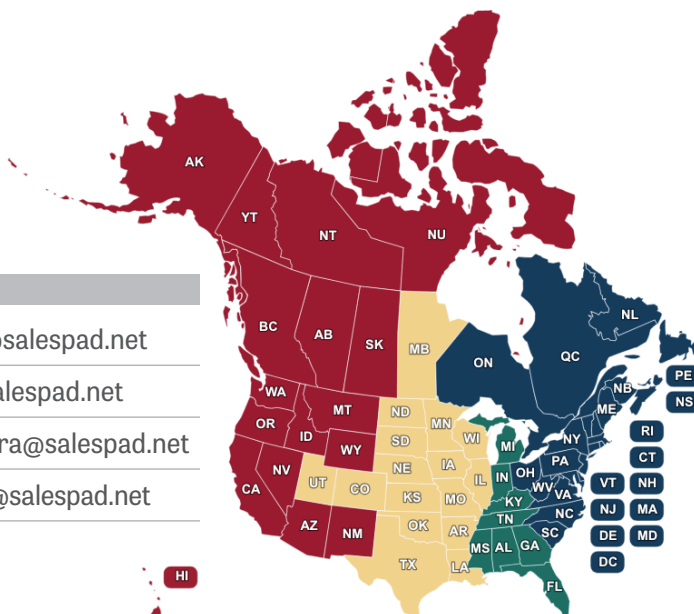 AK
YT
NT
NU
@salespad.net
alespad.net
ra@salespad.net
@salespad.net
BC
AB
SK
MB
ON
QC
NL
PE
NB
NS
ME
WA
MT
ND
MN
OR
ID
WY
SD
WI
MI
NY
RI
CT
NV
NE
IA
IL
IN
OH
PA
CA
UT
CO
KS
MO
KY
WV
VA
VT
NH
AZ
NM
OK
AR
TN
NC
NJ
MA
TX
LA
MS
AL
GA
SC
DE
MD
DC
FL
HI